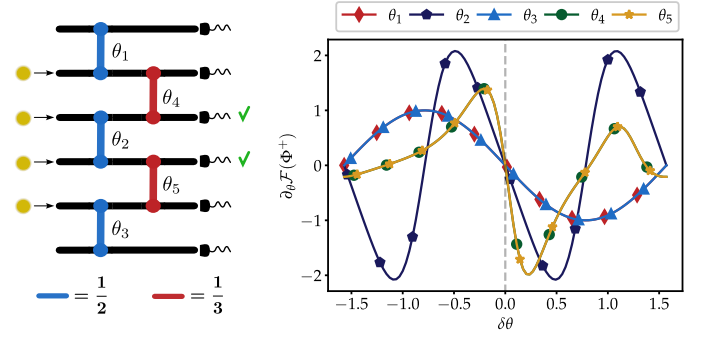 θ₁
θ₄
θ₂
θ₅
θ₃
= 1/2
= 1/3
θ₁ θ₂ θ₃ θ₄ θ₅
∂θℱ(Φ⁺)
2
1
0
−1
−2
−1.5 −1.0 −0.5 0.0 0.5 1.0 1.5
δθ